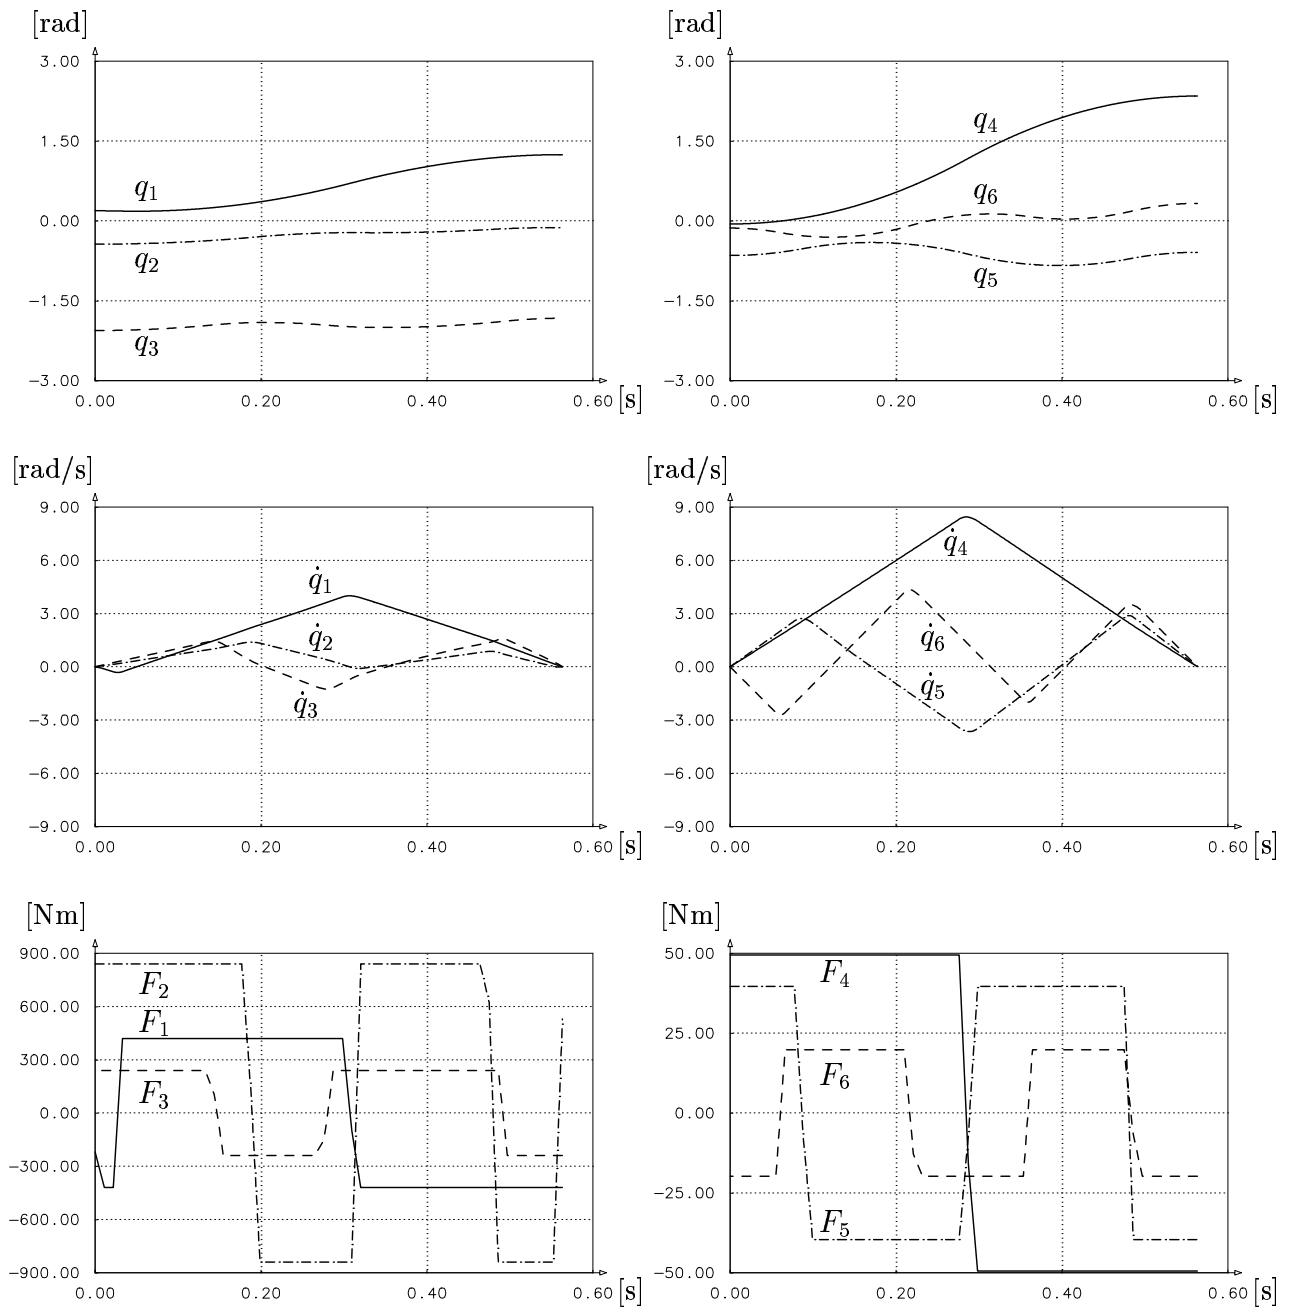 [rad] [rad]
3.00 3.00
q4
1.50 1.50
q1 q6
0.00 0.00
q2 q5
−1.50 −1.50
q3
−3.00 −3.00
0.00 0.20 0.40 0.60 [s] 0.00 0.20 0.40 0.60 [s]
[rad/s] [rad/s]
9.00 9.00
q̇4
6.00 6.00
q̇1
3.00 3.00
q̇2 q̇6
0.00 0.00
q̇3 q̇5
−3.00 −3.00
−6.00 −6.00
−9.00 −9.00
0.00 0.20 0.40 0.60 [s] 0.00 0.20 0.40 0.60 [s]
[Nm] [Nm]
900.00 50.00
F2 F4
600.00
F1 25.00
300.00
F3 F6
0.00 0.00
−300.00
−25.00
−600.00 F5
−900.00 −50.00
0.00 0.20 0.40 0.60 [s] 0.00 0.20 0.40 0.60 [s]